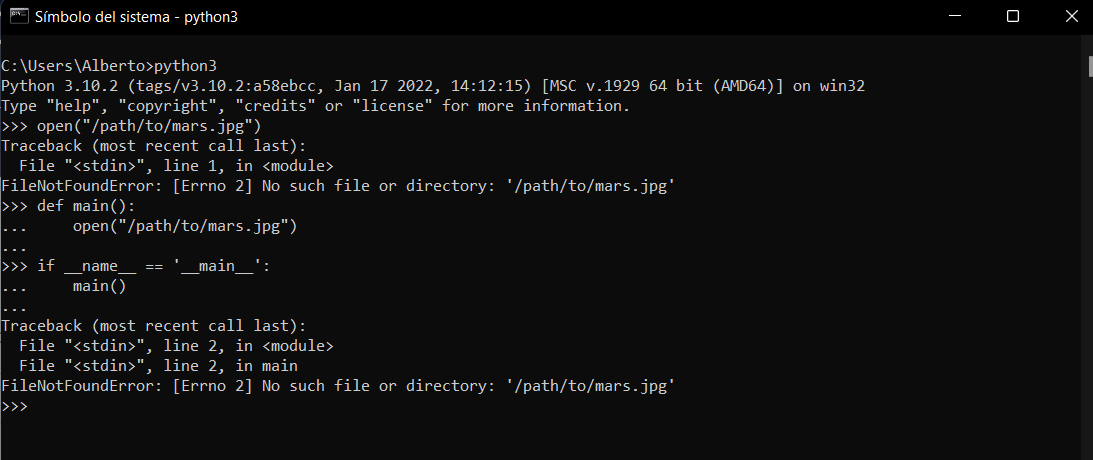 Símbolo del sistema - python3
C:\Users\Alberto>python3
Python 3.10.2 (tags/v3.10.2:a58ebcc, Jan 17 2022, 14:12:15) [MSC v.1929 64 bit (AMD64)] on win32
Type "help", "copyright", "credits" or "license" for more information.
>>> open("/path/to/mars.jpg")
Traceback (most recent call last):
  File "<stdin>", line 1, in <module>
FileNotFoundError: [Errno 2] No such file or directory: '/path/to/mars.jpg'
>>> def main():
...     open("/path/to/mars.jpg")
...
>>> if __name__ == '__main__':
...     main()
...
Traceback (most recent call last):
  File "<stdin>", line 2, in <module>
  File "<stdin>", line 2, in main
FileNotFoundError: [Errno 2] No such file or directory: '/path/to/mars.jpg'
>>>